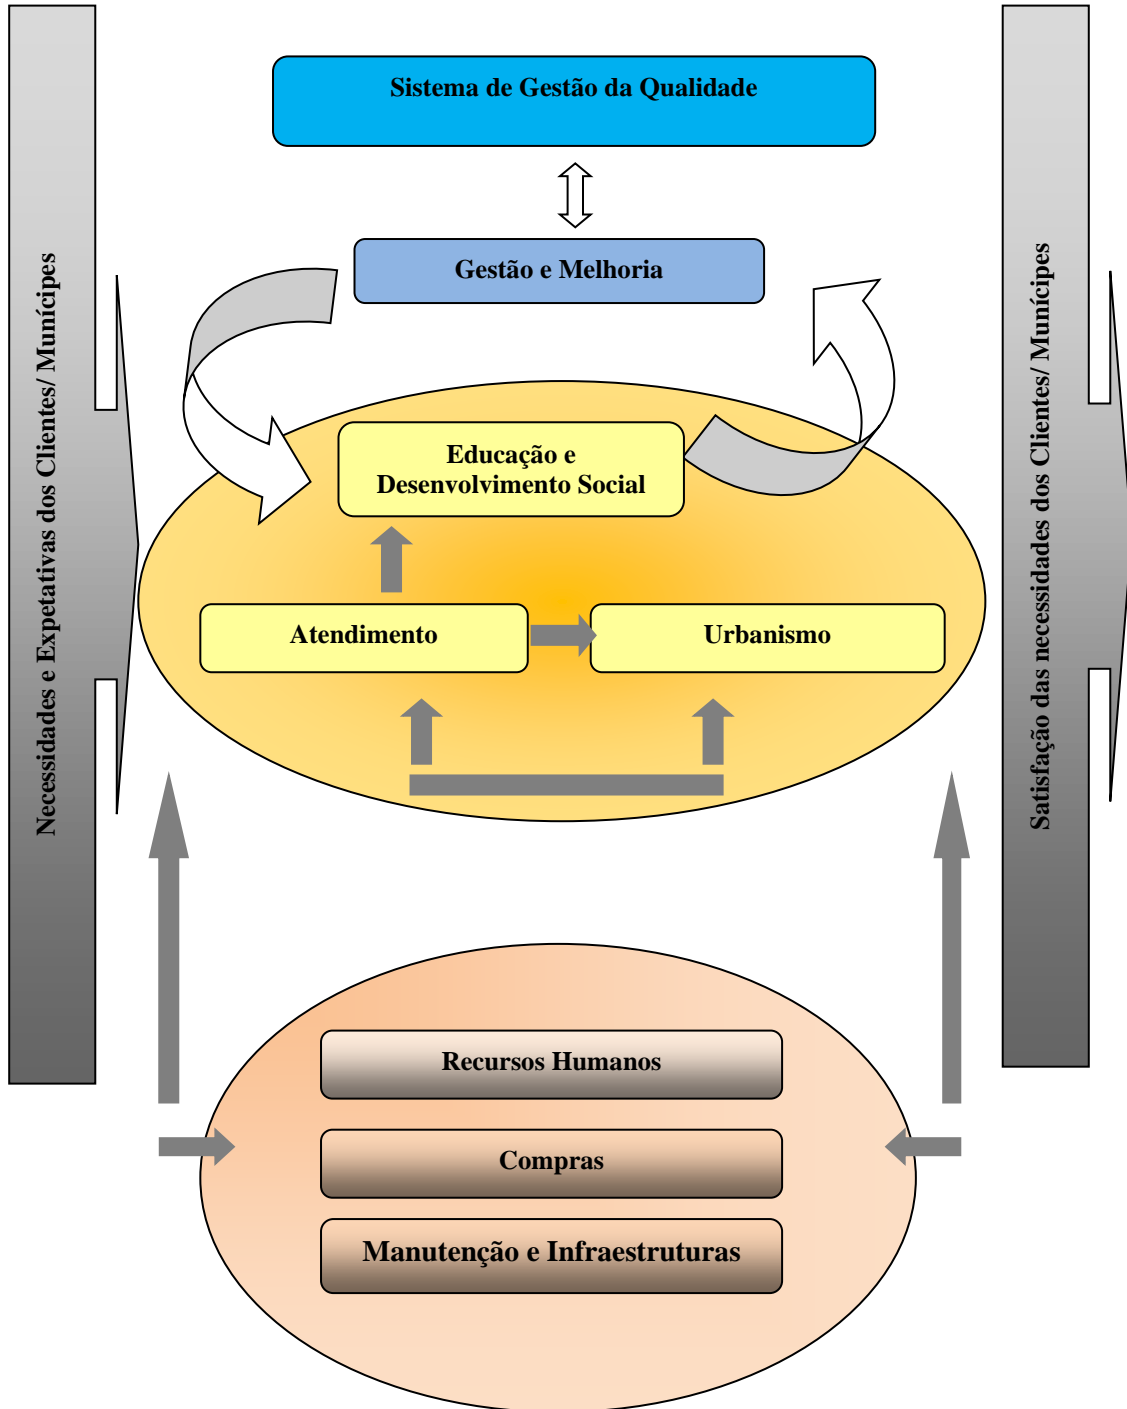 Necessidades e Expetativas dos Clientes/ Munícipes
Sistema de Gestão da Qualidade
Gestão e Melhoria
Educação e
Desenvolvimento Social
Atendimento
Urbanismo
Recursos Humanos
Compras
Manutenção e Infraestruturas
Satisfação das necessidades dos Clientes/ Munícipes